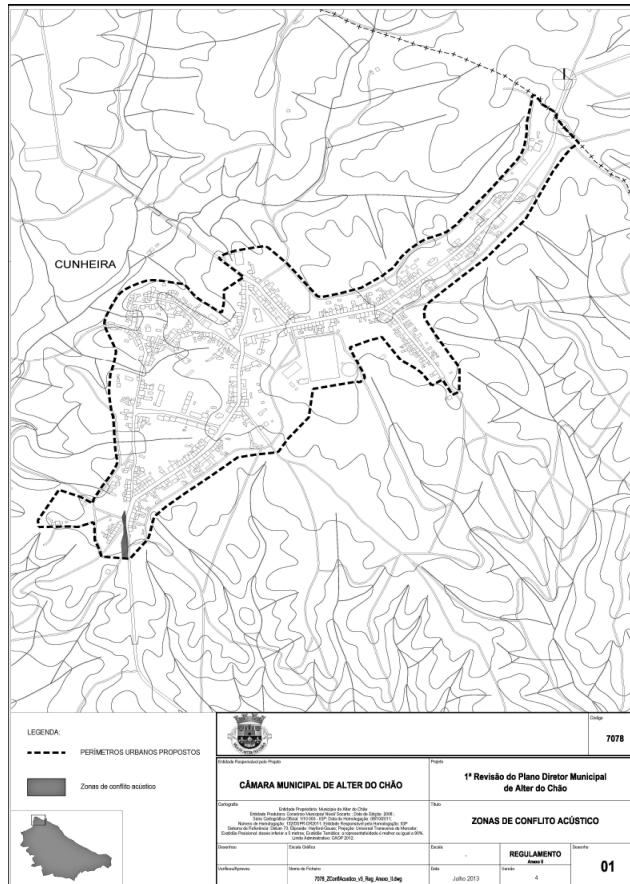 CUNHEIRA
LEGENDA:
PERÍMETROS URBANOS PROPOSTOS
Zonas de conflito acústico
Código
7078
Entidade Responsável pelo Projeto
CÂMARA MUNICIPAL DE ALTER DO CHÃO
Projeto
1ª Revisão do Plano Diretor Municipal
de Alter do Chão
Cartografia
Entidade Proprietária: Município de Alter do Chão
Título
ZONAS DE CONFLITO ACÚSTICO
Desenhou
Escala Gráfica
Escala
-
REGULAMENTO
Anexo II
Desenho
01
Verificou/Aprovou
Nome do Ficheiro
7078_ZConfAcustico_v5_Reg_Anexo_II.dwg
Data
Julho 2013
Versão
4